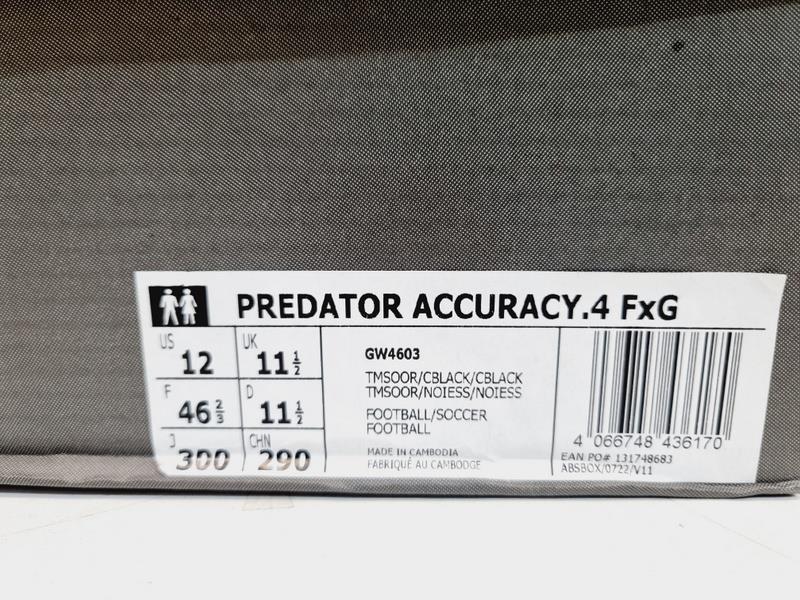 PREDATOR ACCURACY.4 FxG
US 12 UK 11 1/2
F 46 2/3 D 11 1/2
J 300 CHN 290
GW4603
TMSOOR/CBLACK/CBLACK
TMSOOR/NOIESS/NOIESS
FOOTBALL/SOCCER
FOOTBALL
MADE IN CAMBODIA
FABRIQUÉ AU CAMBODGE
4 066748 436170
EAN PO# 131748683
ABSBOX/0722/V11